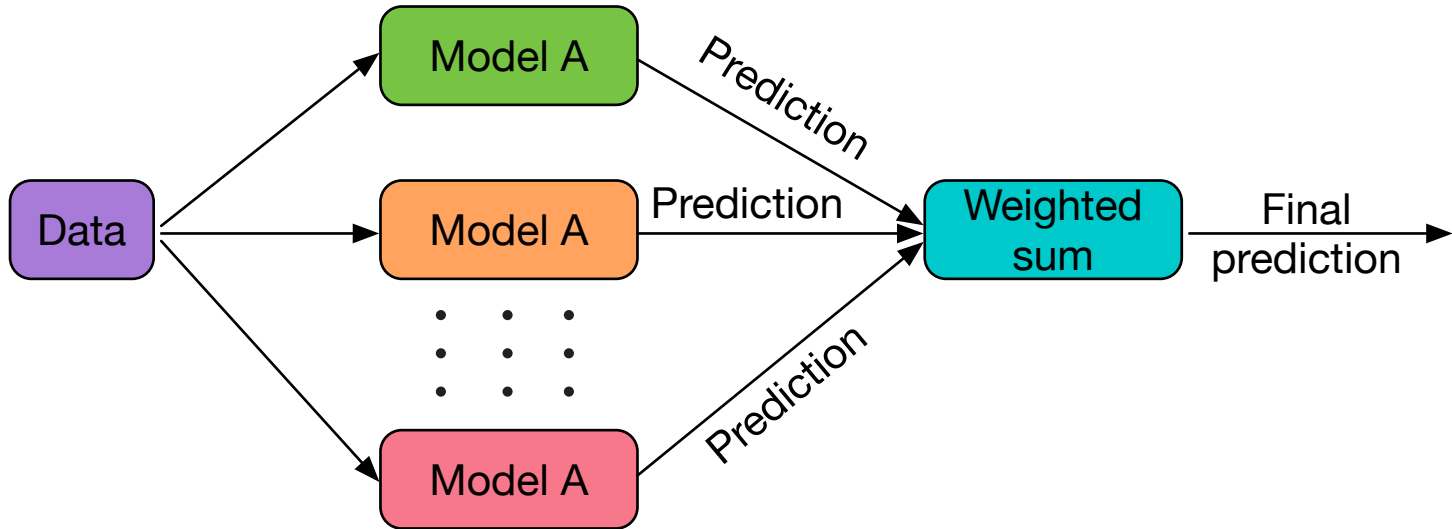 Model A
Prediction
Data
Model A
Prediction
Weighted
sum
Final
prediction
Model A
Prediction